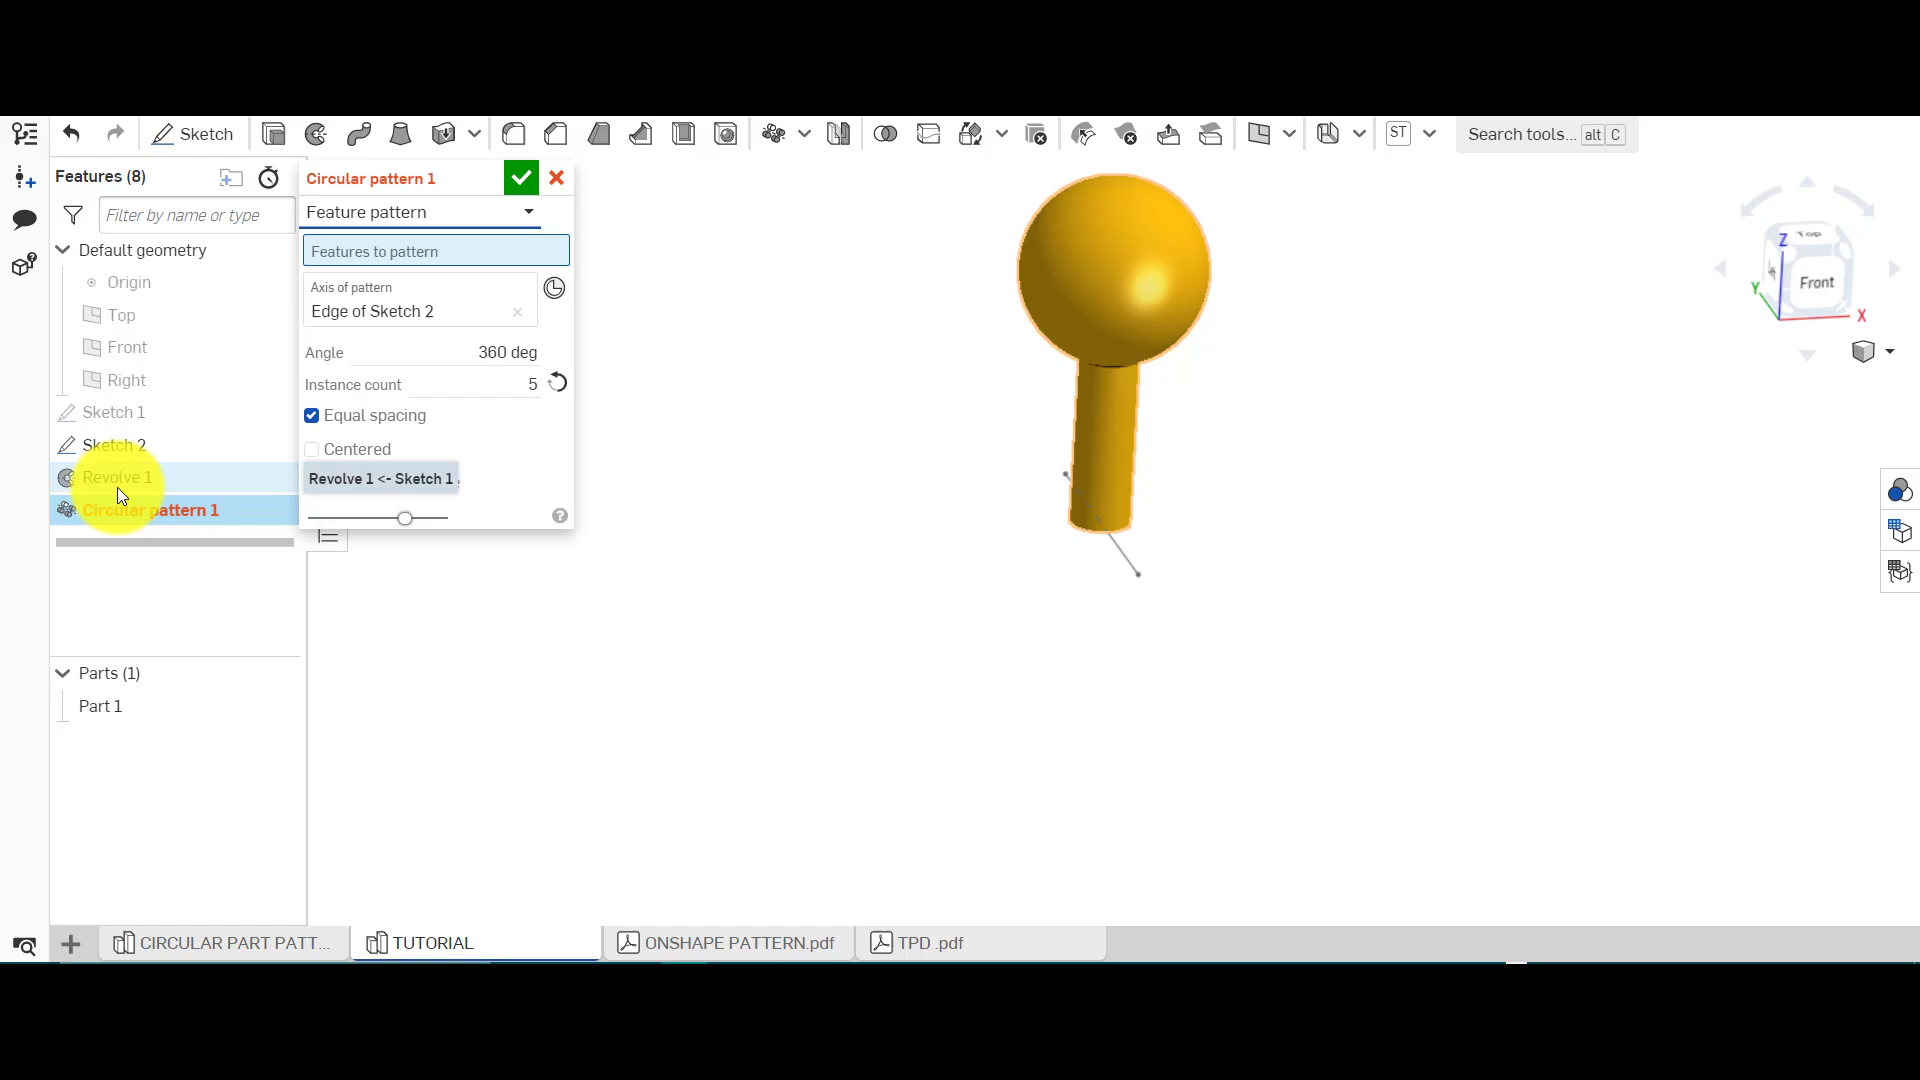 Sketch
ST
Search tools... alt C
Features (8)
Filter by name or type
Default geometry
Origin
Top
Front
Right
Sketch 1
Sketch 2
Revolve 1
Circular pattern 1
Parts (1)
Part 1
Circular pattern 1
Feature pattern
Features to pattern
Axis of pattern
Edge of Sketch 2
Angle 360 deg
Instance count 5
Equal spacing
Centered
Revolve 1 <- Sketch 1
Top
Z
Front
Y
X
CIRCULAR PART PATT...
TUTORIAL
ONSHAPE PATTERN.pdf
TPD .pdf